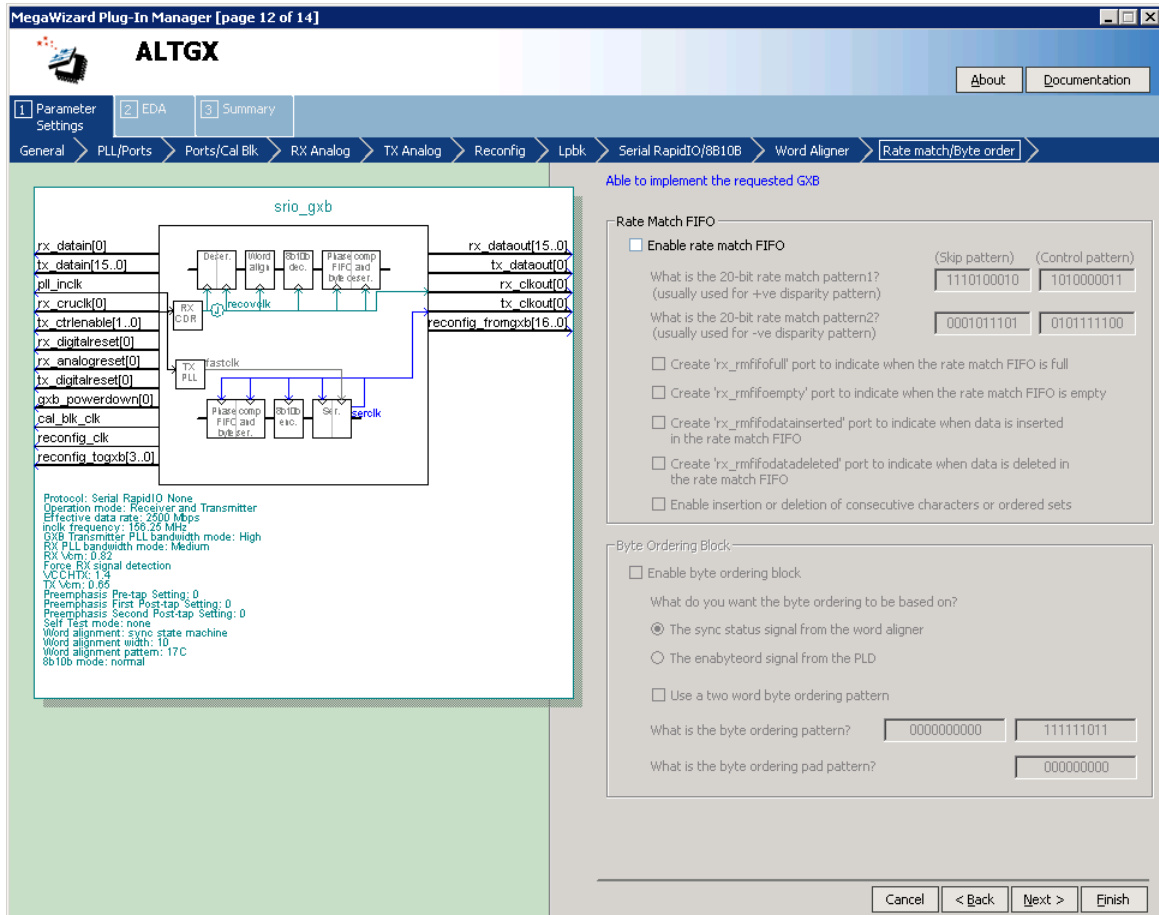 MegaWizard Plug-In Manager [page 12 of 14]
ALTGX
About
Documentation
1 Parameter Settings
2 EDA
3 Summary
General
PLL/Ports
Ports/Cal Blk
RX Analog
TX Analog
Reconfig
Lpbk
Serial RapidIO/8B10B
Word Aligner
Rate match/Byte order
srio_gxb
rx_datain[0]
tx_datain[15..0]
pll_inclk
rx_cruclk[0]
tx_ctrlenable[1..0]
rx_digitalreset[0]
rx_analogreset[0]
tx_digitalreset[0]
gxb_powerdown[0]
cal_blk_clk
reconfig_clk
reconfig_togxb[3..0]
Deser.
Word align
8b10b dec.
Phase comp FIFO and byte deser.
RX CDR
recovclk
TX PLL
fastclk
Phase comp FIFO and byte ser.
8b10b enc.
Ser.
serclk
rx_dataout[15..0]
tx_dataout[0]
rx_clkout[0]
tx_clkout[0]
reconfig_fromgxb[16..0]
Protocol: Serial RapidIO None
Operation mode: Receiver and Transmitter
Effective data rate: 2500 Mbps
inclk frequency: 156.25 MHz
GXB Transmitter PLL bandwidth mode: High
RX PLL bandwidth mode: Medium
RX Vcm: 0.82
Force RX signal detection
VCCHTX: 1.4
TX Vcm: 0.65
Preemphasis Pre-tap Setting: 0
Preemphasis First Post-tap Setting: 0
Preemphasis Second Post-tap Setting: 0
Self Test mode: none
Word alignment: sync state machine
Word alignment width: 10
Word alignment pattern: 17C
8b10b mode: normal
Able to implement the requested GXB
Rate Match FIFO
Enable rate match FIFO
(Skip pattern) (Control pattern)
What is the 20-bit rate match pattern1? 1110100010 1010000011
(usually used for +ve disparity pattern)
What is the 20-bit rate match pattern2? 0001011101 0101111100
(usually used for -ve disparity pattern)
Create 'rx_rmfifofull' port to indicate when the rate match FIFO is full
Create 'rx_rmfifoempty' port to indicate when the rate match FIFO is empty
Create 'rx_rmfifodatainserted' port to indicate when data is inserted
in the rate match FIFO
Create 'rx_rmfifodatadeleted' port to indicate when data is deleted in
the rate match FIFO
Enable insertion or deletion of consecutive characters or ordered sets
Byte Ordering Block
Enable byte ordering block
What do you want the byte ordering to be based on?
The sync status signal from the word aligner
The enabyteord signal from the PLD
Use a two word byte ordering pattern
What is the byte ordering pattern? 0000000000 111111011
What is the byte ordering pad pattern? 000000000
Cancel
< Back
Next >
Finish